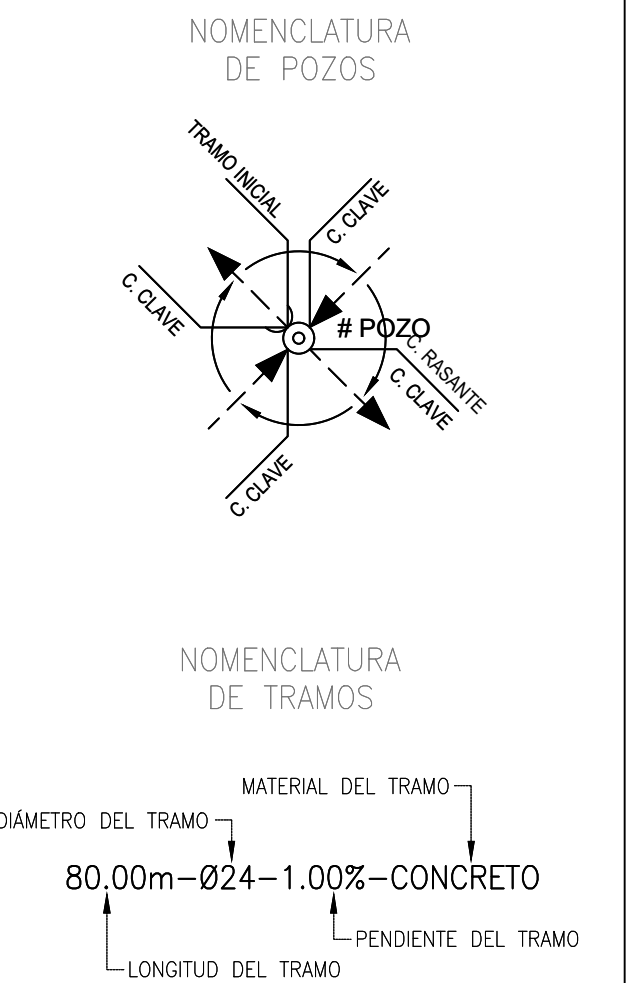 NOMENCLATURA
DE POZOS
TRAMO INICIAL
C. CLAVE
C. CLAVE
# POZO
C. RASANTE
C. CLAVE
C. CLAVE
NOMENCLATURA
DE TRAMOS
MATERIAL DEL TRAMO
DIÁMETRO DEL TRAMO
80.00m-Ø24-1.00%-CONCRETO
PENDIENTE DEL TRAMO
LONGITUD DEL TRAMO